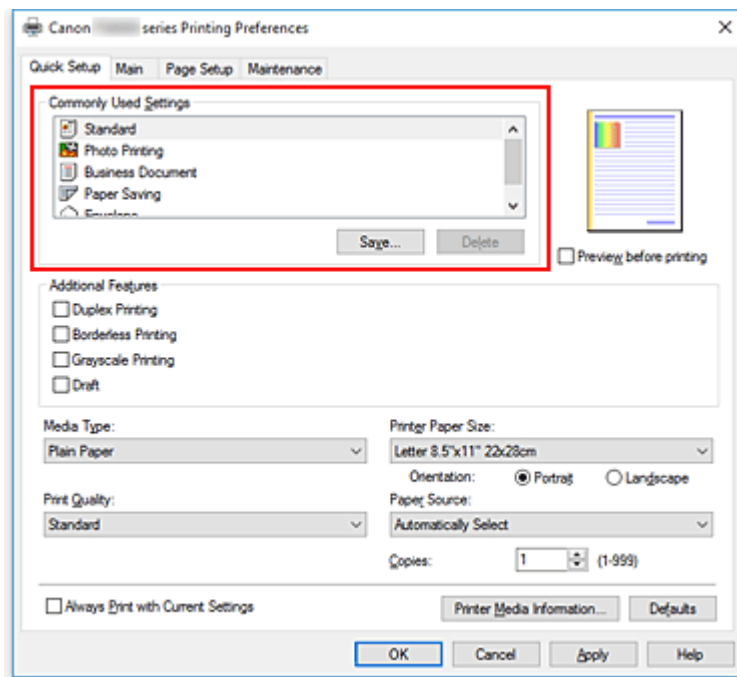 Canon series Printing Preferences
Quick Setup Main Page Setup Maintenance
Commonly Used Settings
Standard
Photo Printing
Business Document
Paper Saving
Envelope
Save... Delete
Preview before printing
Additional Features
Duplex Printing
Borderless Printing
Grayscale Printing
Draft
Media Type: Printer Paper Size:
Plain Paper Letter 8.5"x11" 22x28cm
Orientation: Portrait Landscape
Print Quality: Paper Source:
Standard Automatically Select
Copies: 1 (1-999)
Always Print with Current Settings Printer Media Information... Defaults
OK Cancel Apply Help